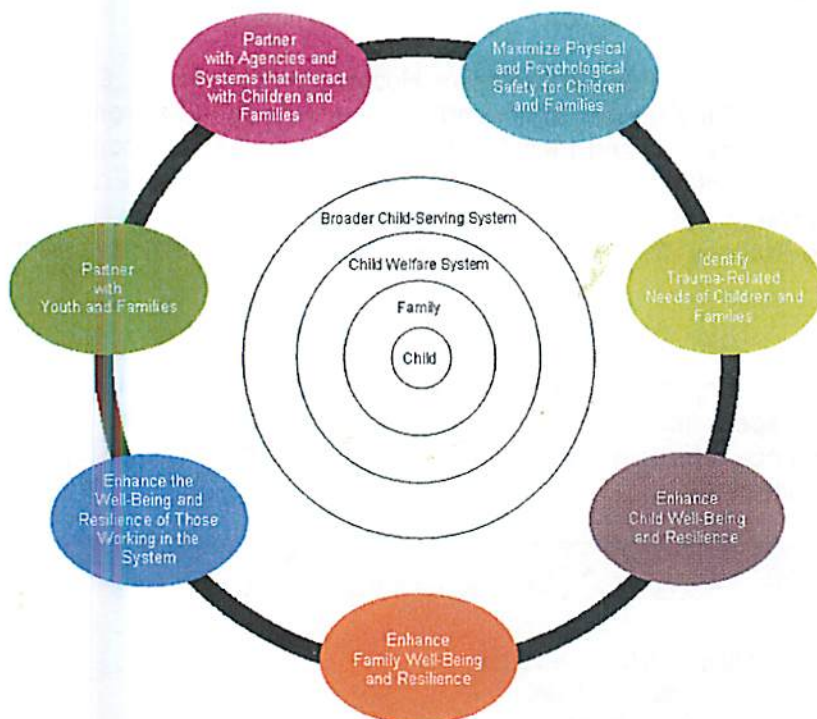 Partner
with Agencies and
Systems that Interact
with Children and
Families
Maximize Physical
and Psychological
Safety for Children
and Families
Identify
Trauma-Related
Needs of Children and
Families
Enhance
Child Well-Being
and Resilience
Enhance
Family Well-Being
and Resilience
Enhance the
Well-Being and
Resilience of Those
Working in the
System
Partner
with
Youth and Families
Broader Child-Serving System
Child Welfare System
Family
Child